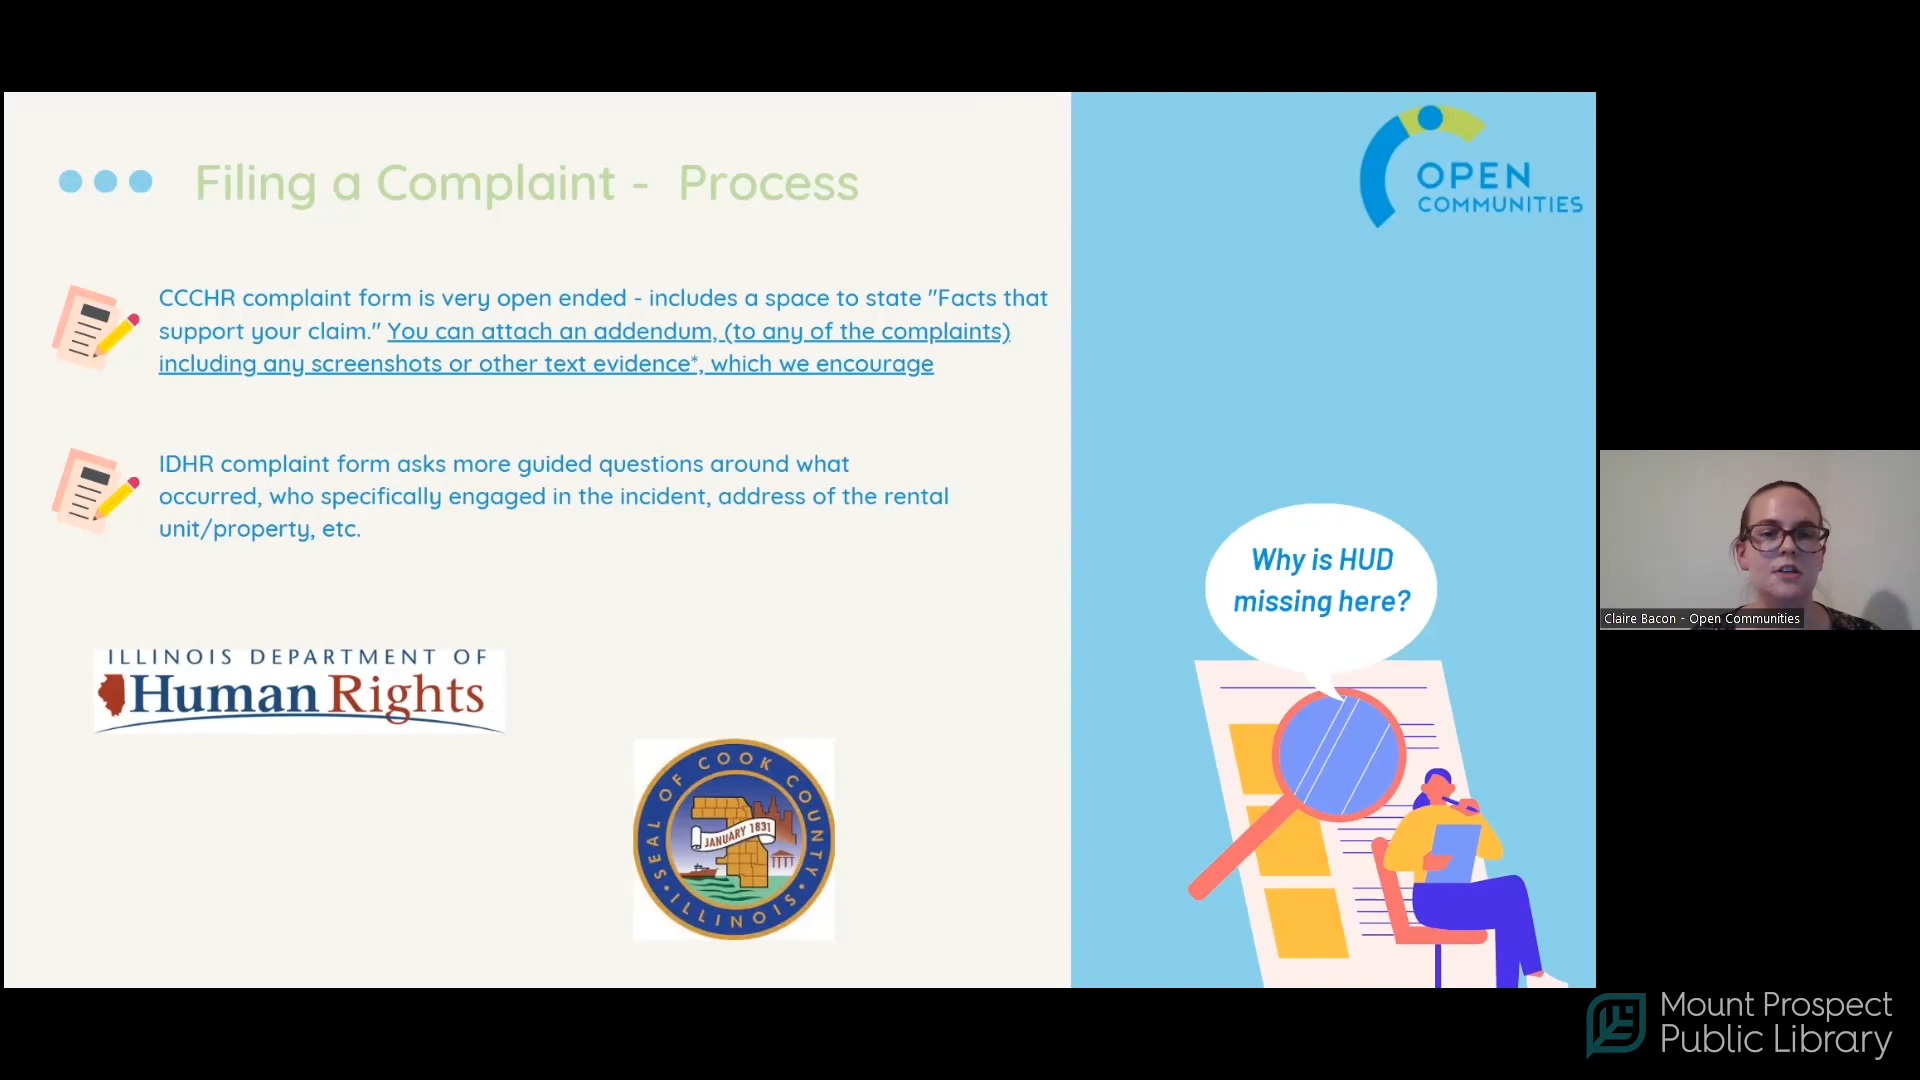 Filing a Complaint - Process
CCCHR complaint form is very open ended - includes a space to state "Facts that
support your claim." You can attach an addendum, (to any of the complaints)
including any screenshots or other text evidence*, which we encourage
IDHR complaint form asks more guided questions around what
occurred, who specifically engaged in the incident, address of the rental
unit/property, etc.
ILLINOIS DEPARTMENT OF
Human Rights
SEAL OF COOK COUNTY
JANUARY 1831
ILLINOIS
OPEN
COMMUNITIES
Why is HUD
missing here?
Claire Bacon - Open Communities
Mount Prospect
Public Library